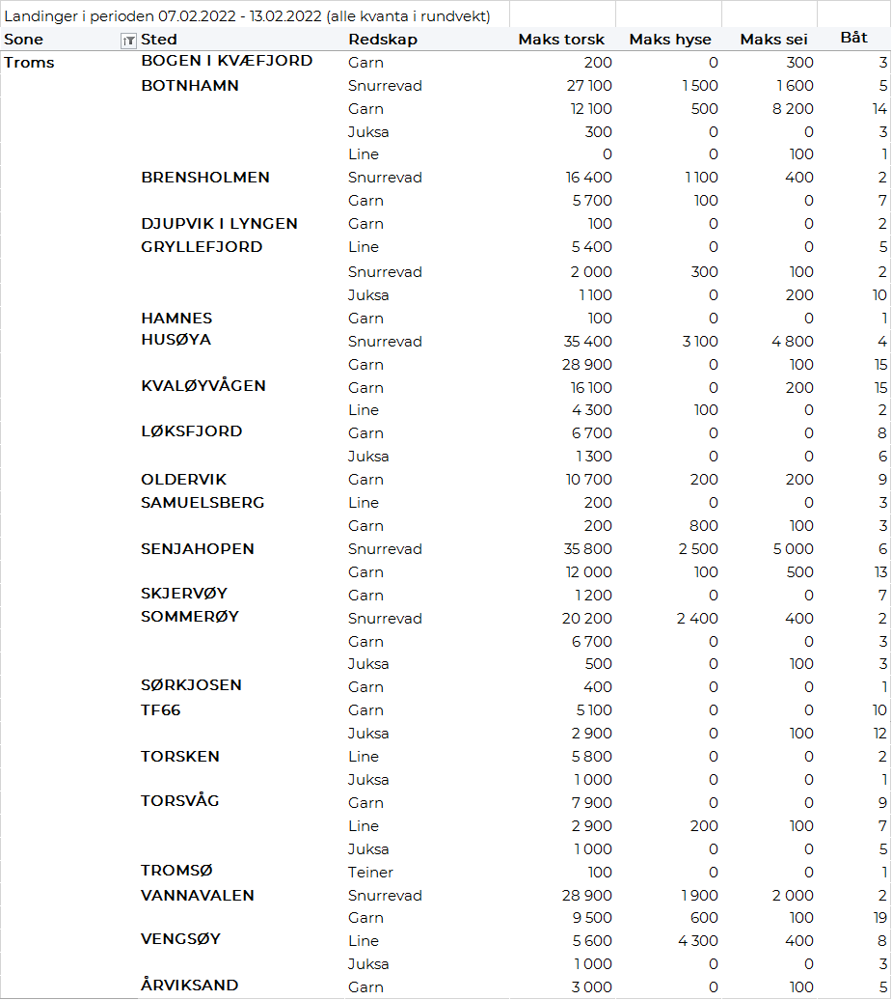 Landinger i perioden 07.02.2022 - 13.02.2022 (alle kvanta i rundvekt)
Sone Sted Redskap Maks torsk Maks hyse Maks sei Båt
Troms BOGEN I KVÆFJORD Garn 200 0 300 3
BOTNHAMN Snurrevad 27 100 1 500 1 600 5
Garn 12 100 500 8 200 14
Juksa 300 0 0 3
Line 0 0 100 1
BRENSHOLMEN Snurrevad 16 400 1 100 400 2
Garn 5 700 100 0 7
DJUPVIK I LYNGEN Garn 100 0 0 2
GRYLLEFJORD Line 5 400 0 0 5
Snurrevad 2 000 300 100 2
Juksa 1 100 0 200 10
HAMNES Garn 100 0 0 1
HUSØYA Snurrevad 35 400 3 100 4 800 4
Garn 28 900 0 100 15
KVALØYVÅGEN Garn 16 100 0 200 15
Line 4 300 100 0 2
LØKSFJORD Garn 6 700 0 0 8
Juksa 1 300 0 0 6
OLDERVIK Garn 10 700 200 200 9
SAMUELSBERG Line 200 0 0 3
Garn 200 800 100 3
SENJAHOPEN Snurrevad 35 800 2 500 5 000 6
Garn 12 000 100 500 13
SKJERVØY Garn 1 200 0 0 7
SOMMERØY Snurrevad 20 200 2 400 400 2
Garn 6 700 0 0 3
Juksa 500 0 100 3
SØRKJOSEN Garn 400 0 0 1
TF66 Garn 5 100 0 0 10
Juksa 2 900 0 100 12
TORSKEN Line 5 800 0 0 2
Juksa 1 000 0 0 1
TORSVÅG Garn 7 900 0 0 9
Line 2 900 200 100 7
Juksa 1 000 0 0 5
TROMSØ Teiner 100 0 0 1
VANNAVALEN Snurrevad 28 900 1 900 2 000 2
Garn 9 500 600 100 19
VENGSØY Line 5 600 4 300 400 8
Juksa 1 000 0 0 3
ÅRVIKSAND Garn 3 000 0 100 5